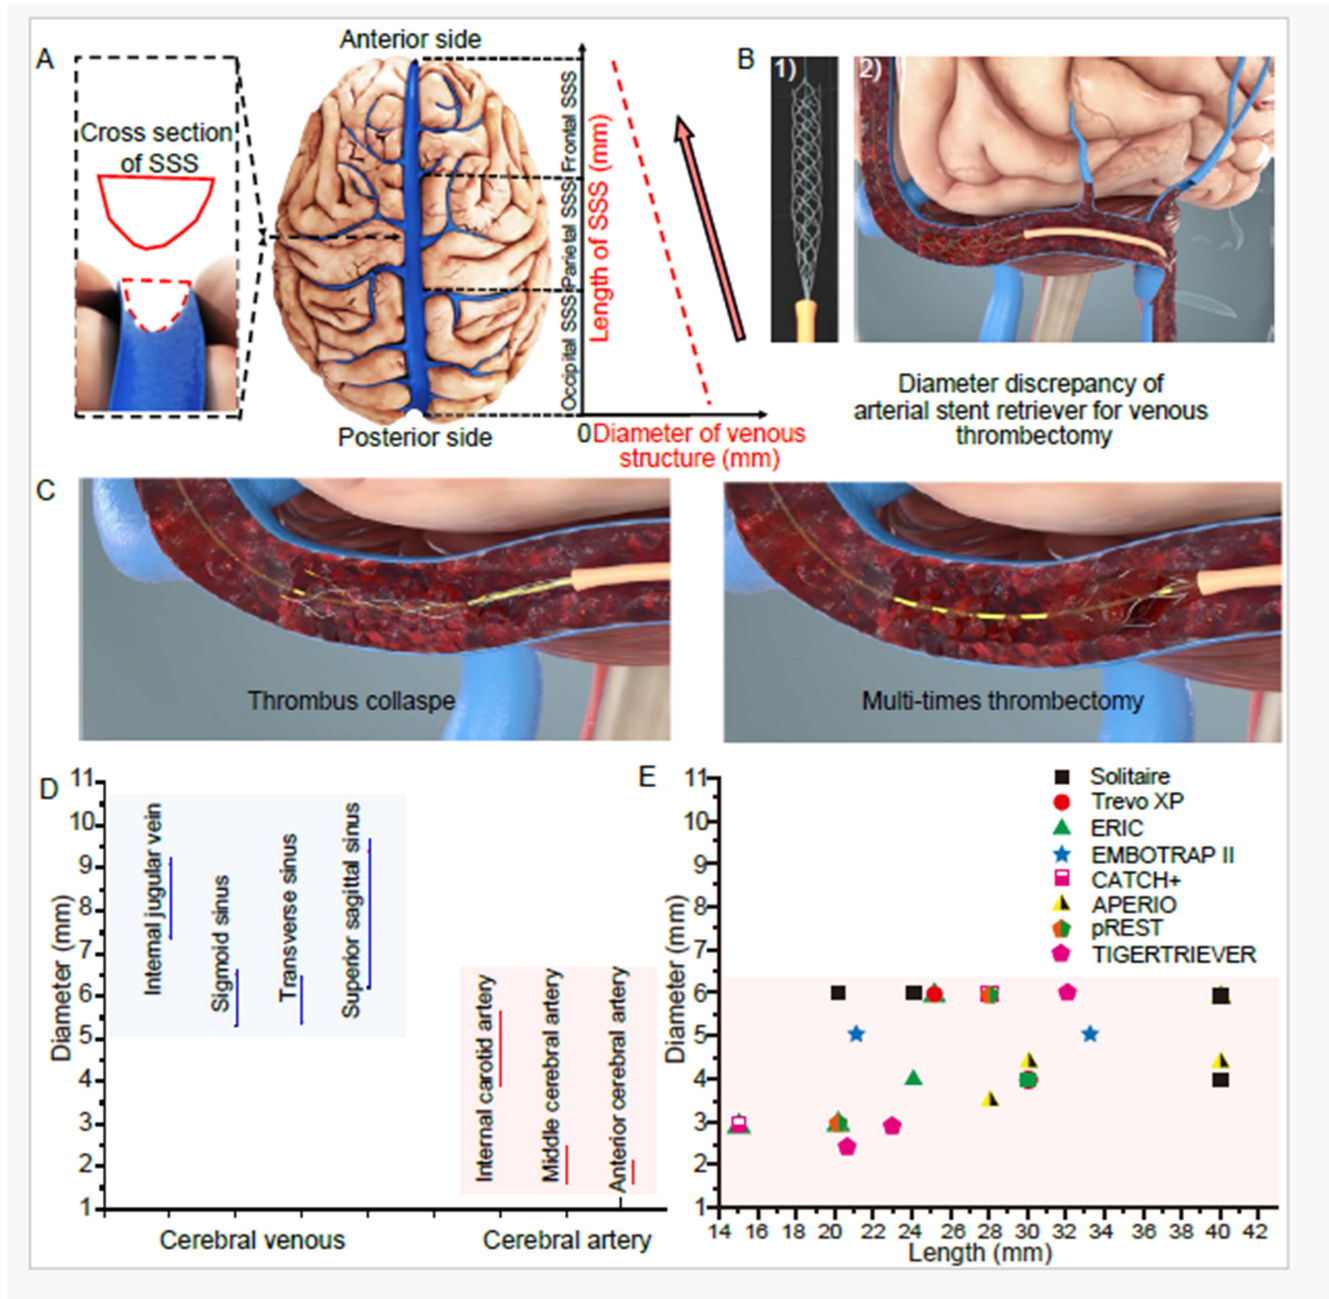 A
Anterior side
Cross section
of SSS
Frontal SSS
Parietal SSS
Occipital SSS
Length of SSS (mm)
Posterior side
0
Diameter of venous
structure (mm)
B
1)
2)
Diameter discrepancy of
arterial stent retriever for venous
thrombectomy
C
Thrombus collaspe
Multi-times thrombectomy
D
11
10
9
8
7
6
5
4
3
2
1
Diameter (mm)
Internal jugular vein
Sigmoid sinus
Transverse sinus
Superior sagittal sinus
Internal carotid artery
Middle cerebral artery
Anterior cerebral artery
Cerebral venous
Cerebral artery
E
11
10
9
8
7
6
5
4
3
2
1
Diameter (mm)
Solitaire
Trevo XP
ERIC
EMBOTRAP II
CATCH+
APERIO
pREST
TIGERTRIEVER
14 16 18 20 22 24 26 28 30 32 34 36 38 40 42
Length (mm)